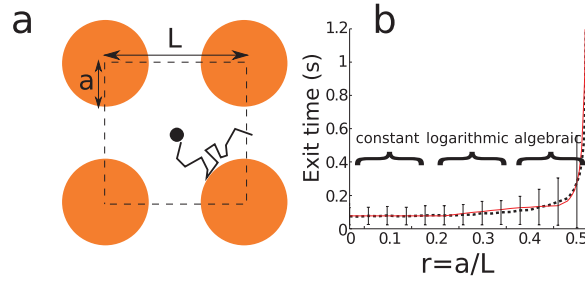 a
L
a
b
Exit time (s)
1.2
1
0.8
0.6
0.4
0.2
0
constant logarithmic algebraic
0 0.1 0.2 0.3 0.4 0.5
r=a/L